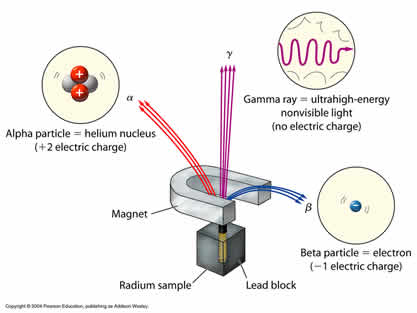 γ
α
Gamma ray = ultrahigh-energy
nonvisible light
(no electric charge)
Alpha particle = helium nucleus
(+2 electric charge)
+
+
Magnet
β
−
Beta particle = electron
(−1 electric charge)
Radium sample
Lead block
Copyright © 2004 Pearson Education, publishing as Addison Wesley.